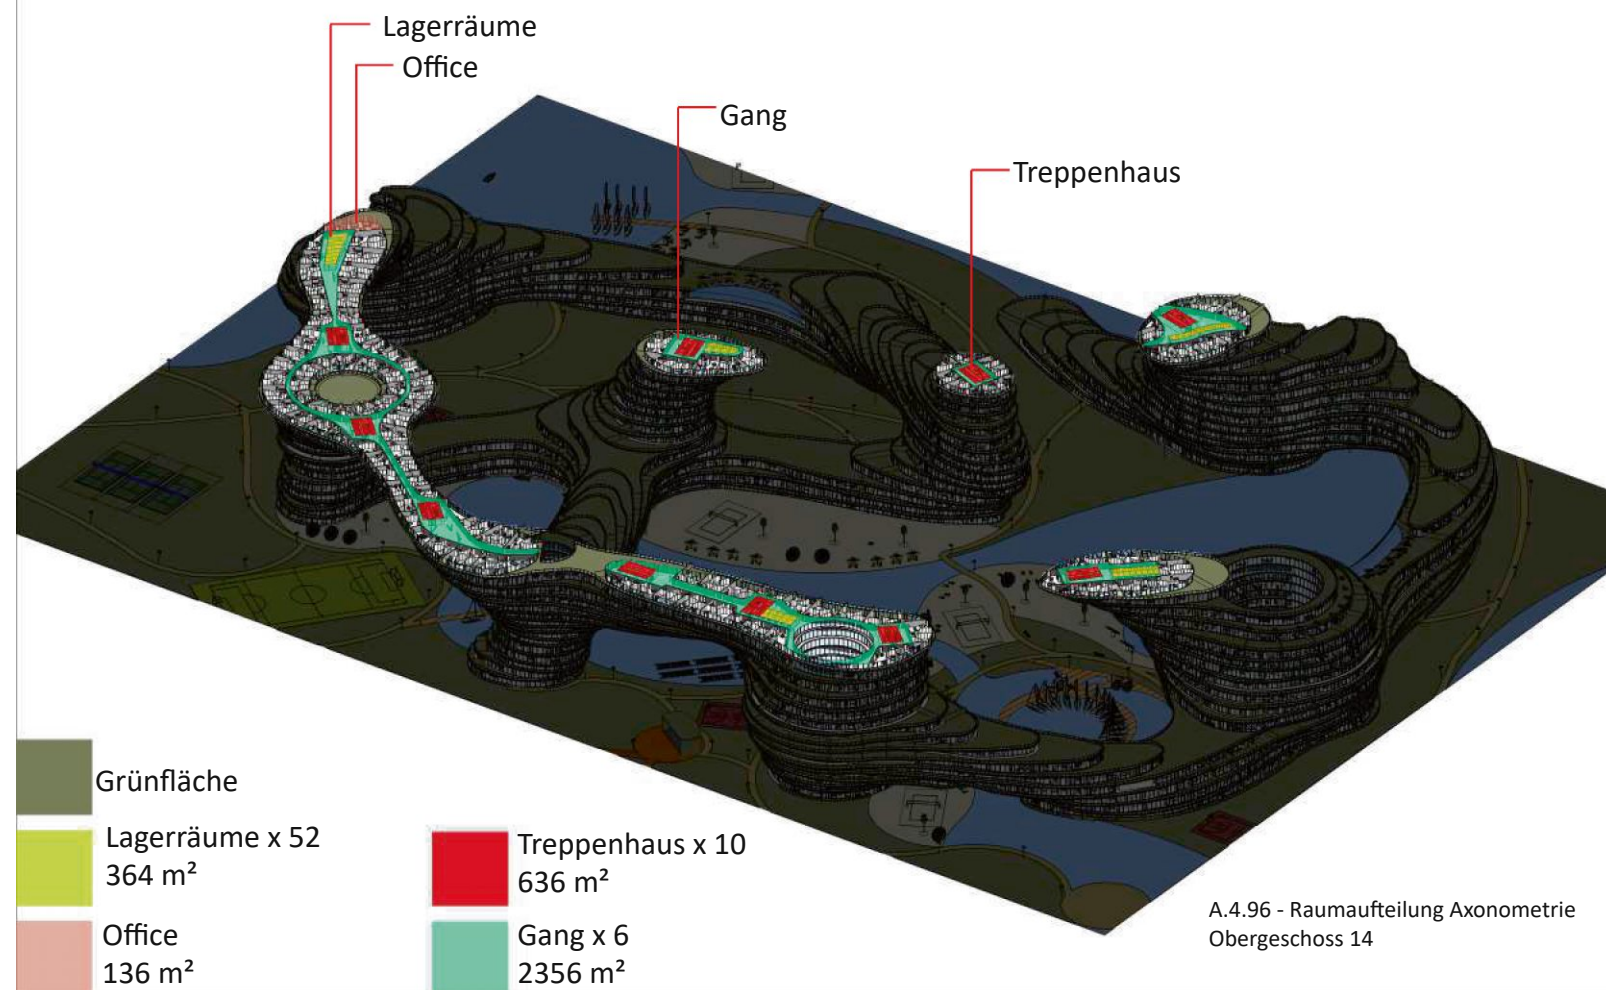 Lagerräume
Office
Gang
Treppenhaus
Grünfläche
Lagerräume x 52
364 m²
Office
136 m²
Treppenhaus x 10
636 m²
Gang x 6
2356 m²
A.4.96 - Raumaufteilung Axonometrie
Obergeschoss 14